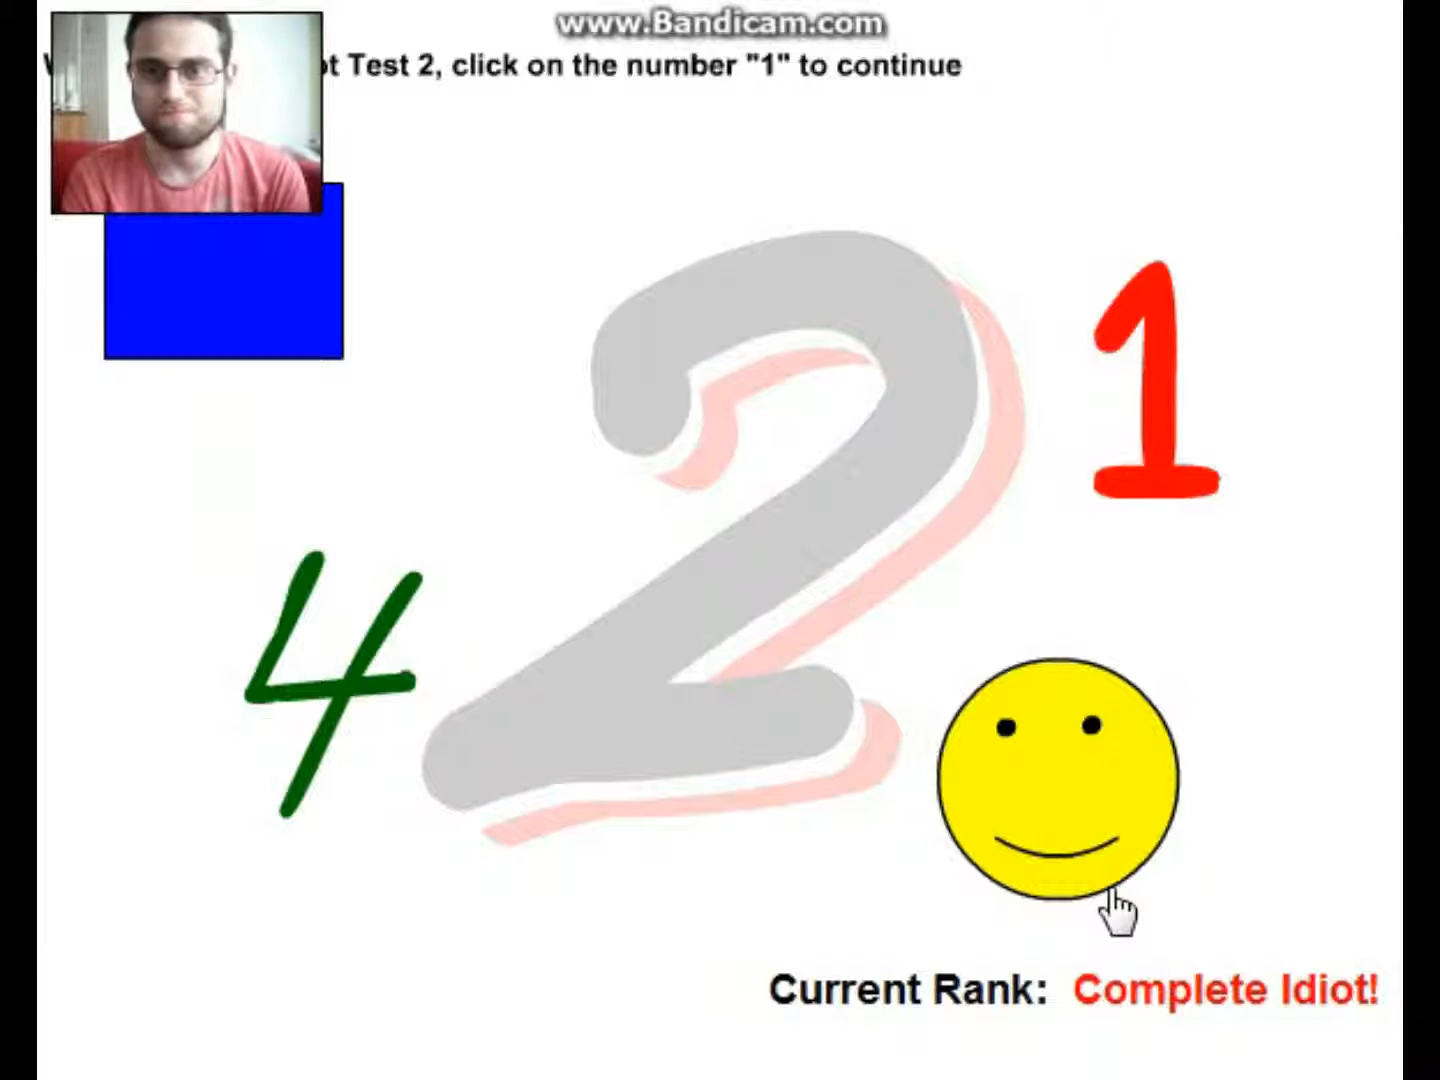 www.Bandicam.com
Test 2, click on the number "1" to continue
2
1
4
Current Rank: Complete Idiot!